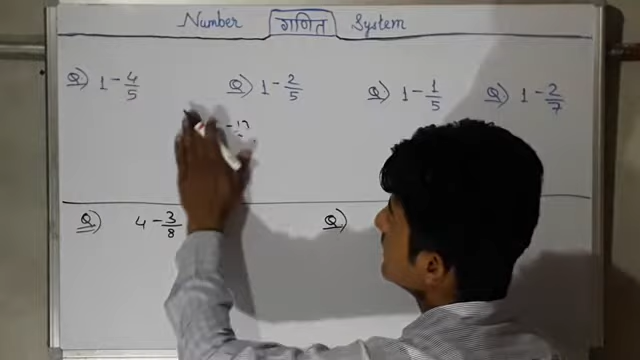 Number गणित System
Q) 1 - 4/5 Q) 1 - 2/5 Q) 1 - 1/5 Q) 1 - 2/7
Q) 4 - 3/8 Q)